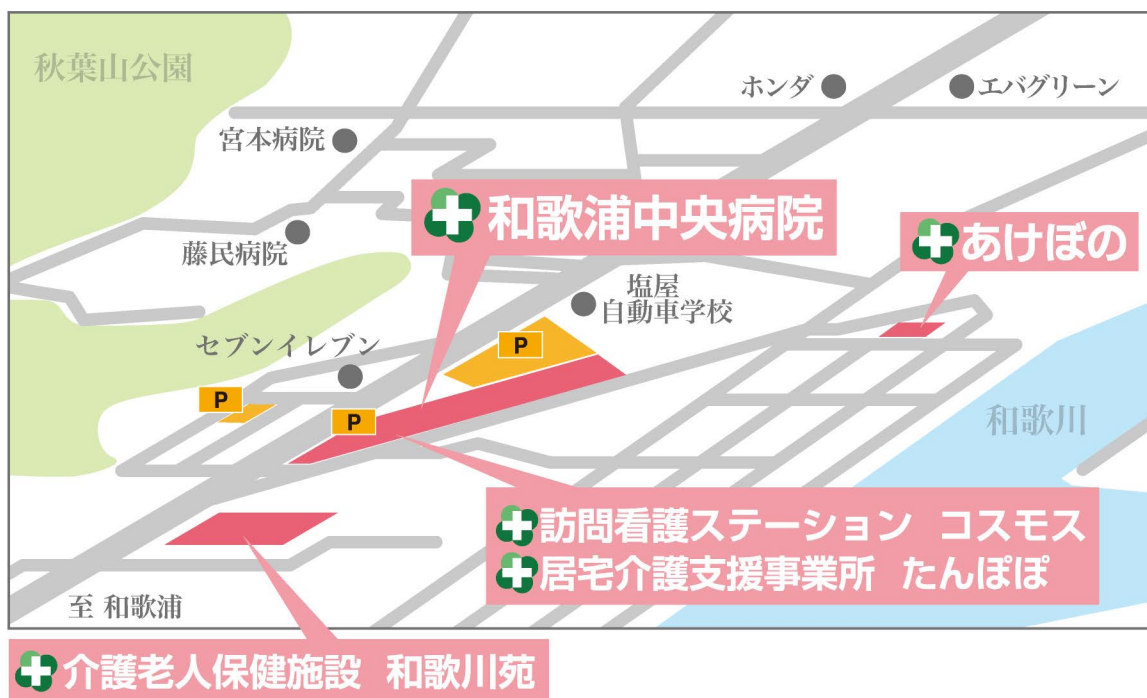 秋葉山公園
ホンダ
エバグリーン
宮本病院
和歌浦中央病院
あけぼの
藤民病院
塩屋
自動車学校
セブンイレブン
P
P
P
和歌川
訪問看護ステーション コスモス
居宅介護支援事業所 たんぽぽ
至 和歌浦
介護老人保健施設 和歌川苑